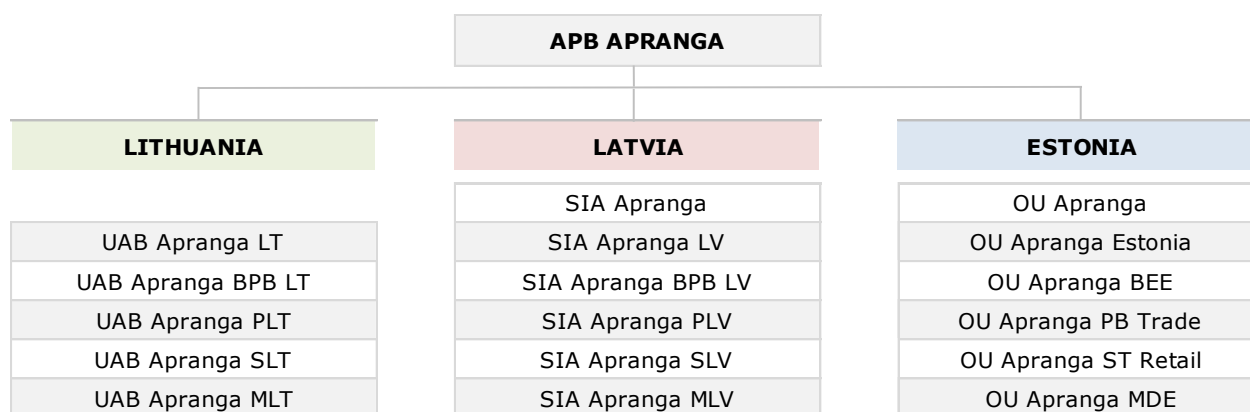 APB APRANGA
LITHUANIA
UAB Apranga LT
UAB Apranga BPB LT
UAB Apranga PLT
UAB Apranga SLT
UAB Apranga MLT
LATVIA
SIA Apranga
SIA Apranga LV
SIA Apranga BPB LV
SIA Apranga PLV
SIA Apranga SLV
SIA Apranga MLV
ESTONIA
OU Apranga
OU Apranga Estonia
OU Apranga BEE
OU Apranga PB Trade
OU Apranga ST Retail
OU Apranga MDE